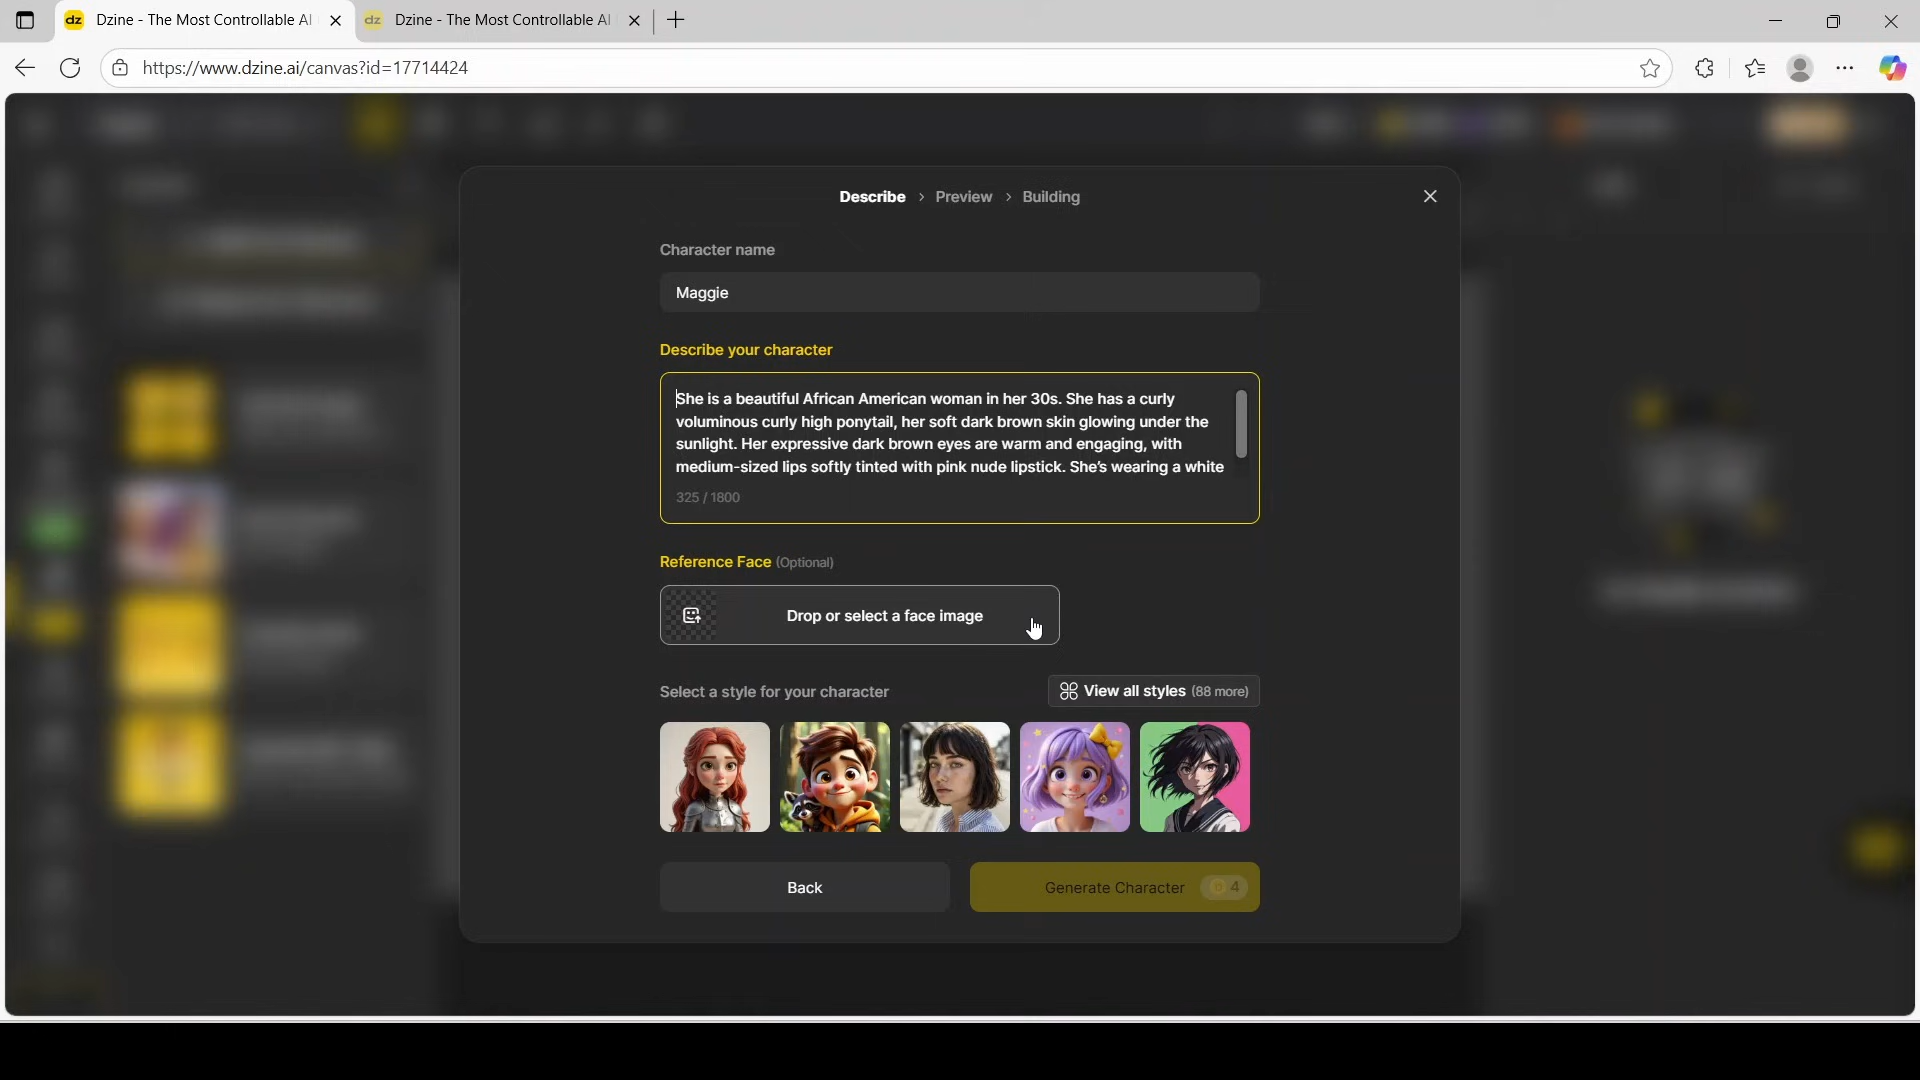 Dzine - The Most Controllable AI
Dzine - The Most Controllable AI
https://www.dzine.ai/canvas?id=17714424
Describe > Preview > Building
Character name
Maggie
Describe your character
She is a beautiful African American woman in her 30s. She has a curly
voluminous curly high ponytail, her soft dark brown skin glowing under the
sunlight. Her expressive dark brown eyes are warm and engaging, with
medium-sized lips softly tinted with pink nude lipstick. She’s wearing a white
325 / 1800
Reference Face (Optional)
Drop or select a face image
Select a style for your character
View all styles (88 more)
Back
Generate Character 4